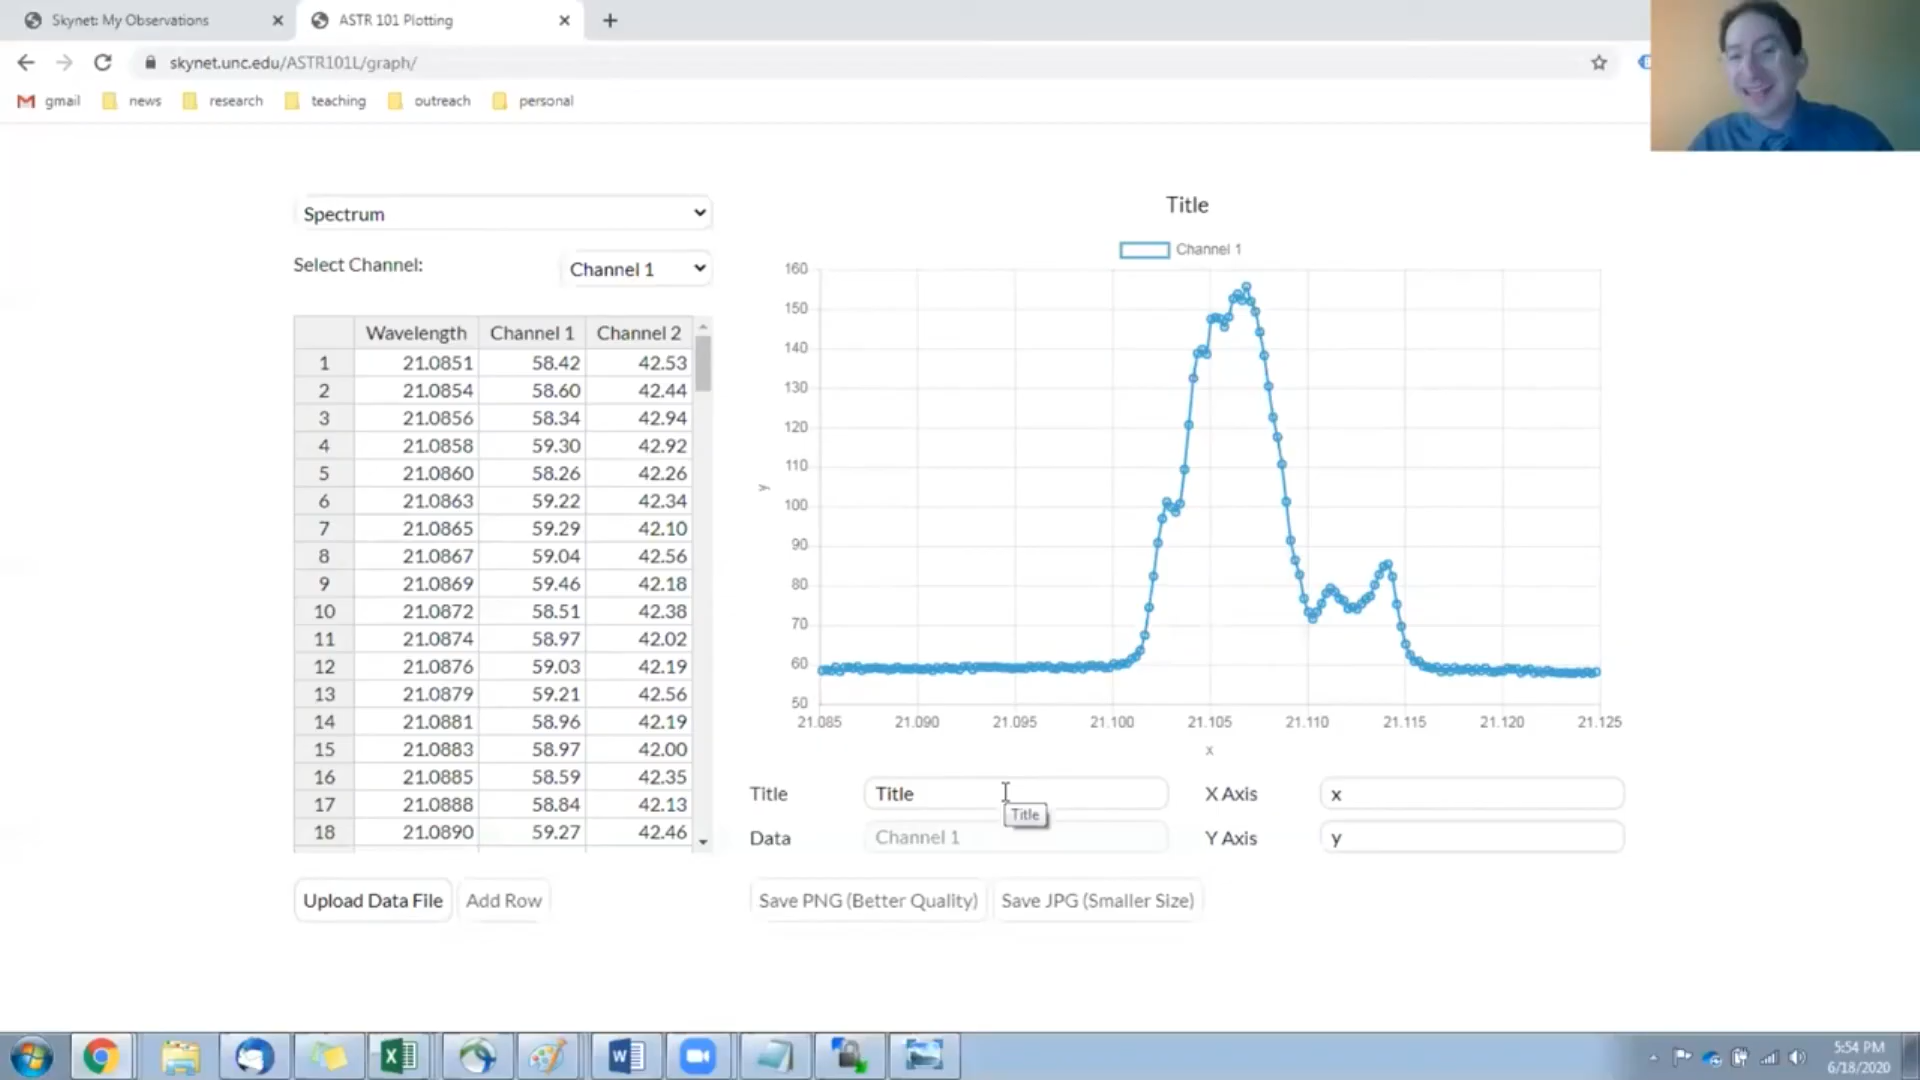 Skynet: My Observations
ASTR 101 Plotting
skynet.unc.edu/ASTR101L/graph/
gmail news research teaching outreach personal
Spectrum
Select Channel: Channel 1
Wavelength Channel 1 Channel 2
1 21.0851 58.42 42.53
2 21.0854 58.60 42.44
3 21.0856 58.34 42.94
4 21.0858 59.30 42.92
5 21.0860 58.26 42.26
6 21.0863 59.22 42.34
7 21.0865 59.29 42.10
8 21.0867 59.04 42.56
9 21.0869 59.46 42.18
10 21.0872 58.51 42.38
11 21.0874 58.97 42.02
12 21.0876 59.03 42.19
13 21.0879 59.21 42.56
14 21.0881 58.96 42.19
15 21.0883 58.97 42.00
16 21.0885 58.59 42.35
17 21.0888 58.84 42.13
18 21.0890 59.27 42.46
Upload Data File Add Row
Title
Channel 1
160
150
140
130
120
110
100
90
80
70
60
50
y
21.085 21.090 21.095 21.100 21.105 21.110 21.115 21.120 21.125
x
Title Title X Axis x
Title
Data Channel 1 Y Axis y
Save PNG (Better Quality) Save JPG (Smaller Size)
5:54 PM
6/18/2020